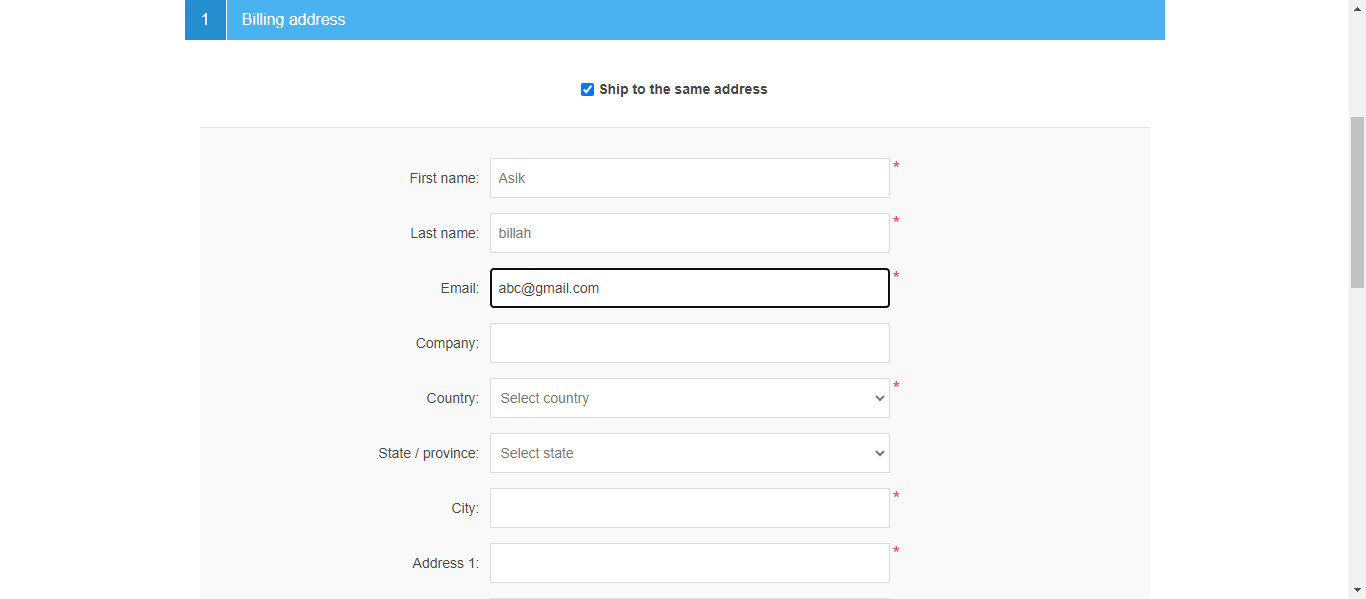 1 Billing address
Ship to the same address
First name: Asik *
Last name: billah *
Email: abc@gmail.com *
Company:
Country: Select country *
State / province: Select state
City: *
Address 1: *